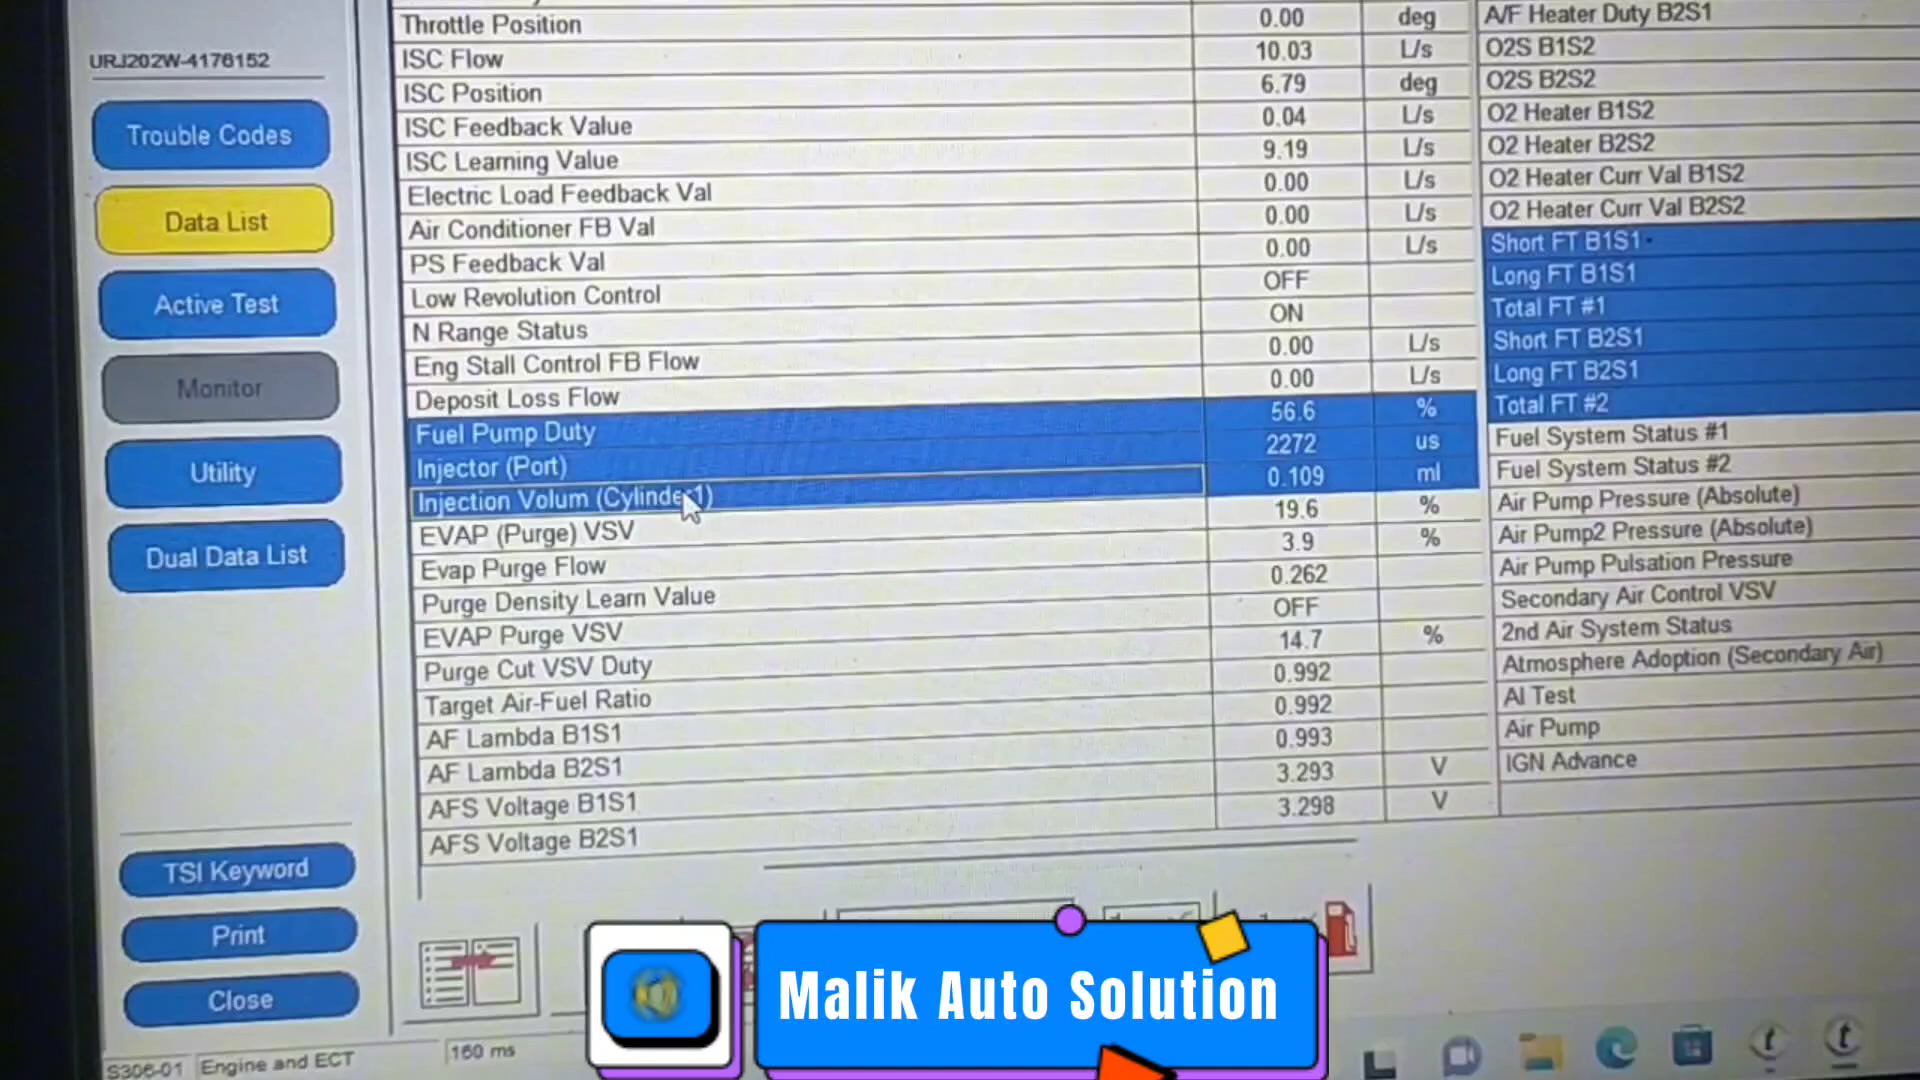 URJ202W-4176152
Trouble Codes
Data List
Active Test
Monitor
Utility
Dual Data List
TSI Keyword
Print
Close
Throttle Position 0.00 deg
ISC Flow 10.03 L/s
ISC Position 6.79 deg
ISC Feedback Value 0.04 L/s
ISC Learning Value 9.19 L/s
Electric Load Feedback Val 0.00 L/s
Air Conditioner FB Val 0.00 L/s
PS Feedback Val 0.00 L/s
Low Revolution Control OFF
N Range Status ON
Eng Stall Control FB Flow 0.00 L/s
Deposit Loss Flow 0.00 L/s
Fuel Pump Duty 56.6 %
Injector (Port) 2272 us
Injection Volum (Cylinder1) 0.109 ml
EVAP (Purge) VSV 19.6 %
Evap Purge Flow 3.9 %
Purge Density Learn Value 0.262
EVAP Purge VSV OFF
Purge Cut VSV Duty 14.7 %
Target Air-Fuel Ratio 0.992
AF Lambda B1S1 0.992
AF Lambda B2S1 0.993
AFS Voltage B1S1 3.293 V
AFS Voltage B2S1 3.298 V
A/F Heater Duty B2S1
O2S B1S2
O2S B2S2
O2 Heater B1S2
O2 Heater B2S2
O2 Heater Curr Val B1S2
O2 Heater Curr Val B2S2
Short FT B1S1
Long FT B1S1
Total FT #1
Short FT B2S1
Long FT B2S1
Total FT #2
Fuel System Status #1
Fuel System Status #2
Air Pump Pressure (Absolute)
Air Pump2 Pressure (Absolute)
Air Pump Pulsation Pressure
Secondary Air Control VSV
2nd Air System Status
Atmosphere Adoption (Secondary Air)
AI Test
Air Pump
IGN Advance
Malik Auto Solution
S306-01 Engine and ECT 160 ms